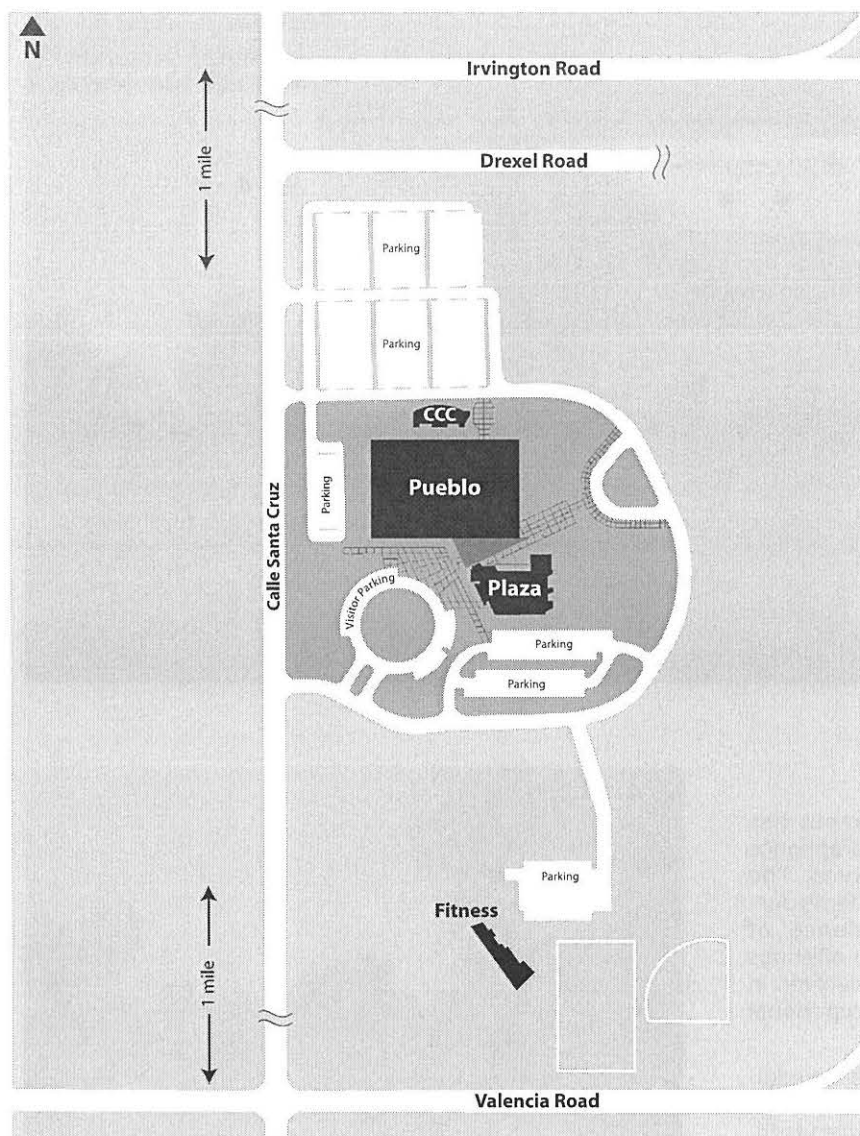 N
Irvington Road
1 mile
Drexel Road
Parking
Parking
CCC
Pueblo
Parking
Calle Santa Cruz
Plaza
Visitor Parking
Parking
Parking
Parking
Fitness
1 mile
Valencia Road